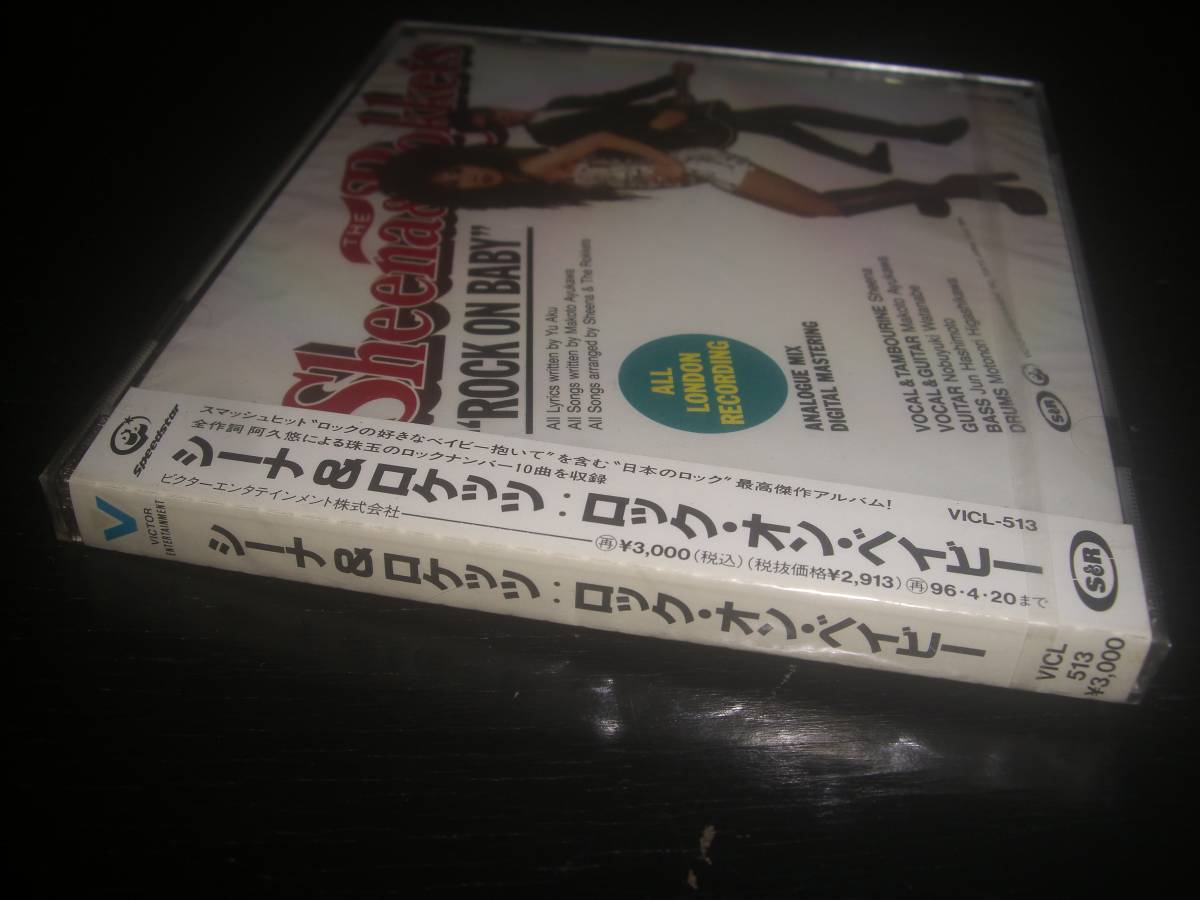 THE
Sheena & Rokkets
"ROCK ON BABY"
All Lyrics written by Yu Aku
All Songs written by Makoto Ayukawa
All Songs arranged by Sheena & The Rokkets
ALL
LONDON
RECORDING
ANALOGUE MIX
DIGITAL MASTERING
VOCAL & TAMBOURINE Sheena
VOCAL & GUITAR Makoto Ayukawa
VOCAL & GUITAR Nobuyuki Watanabe
GUITAR Jun Hashimoto
BASS Motonori Higashikawa
S&R
speedstar
スマッシュヒット"ロックの好きなベイビー抱いて"を含む"日本のロック"最高傑作アルバム!
全作詞 阿久悠による珠玉のロックナンバー10曲を収録
シーナ&ロケッツ:ロック・オン・ベイビー
ビクターエンタテインメント株式会社
再¥3,000(税込)(税抜価格¥2,913)再96・4・20まで
VICL-513
S&R
V
VICTOR
ENTERTAINMENT
シーナ&ロケッツ:ロック・オン・ベイビー
VICL
513
¥3,000